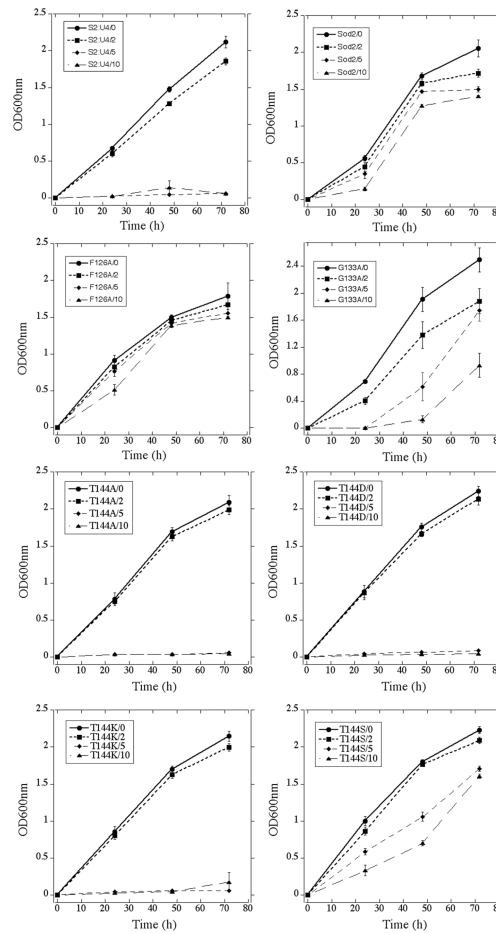 S2:U4/0
S2:U4/2
S2:U4/5
S2:U4/10
OD600nm
2.5
2
1.5
1
0.5
0
0 10 20 30 40 50 60 70 80
Time (h)
Sod2/0
Sod2/2
Sod2/5
Sod2/10
OD600nm
2.5
2
1.5
1
0.5
0
0 10 20 30 40 50 60 70 80
Time (h)
F126A/0
F126A/2
F126A/5
F126A/10
OD600nm
2.5
2
1.5
1
0.5
0
0 10 20 30 40 50 60 70 80
Time (h)
G133A/0
G133A/2
G133A/5
G133A/10
OD600nm
2.4
1.8
1.2
0.6
0
0 10 20 30 40 50 60 70 80
Time (h)
T144A/0
T144A/2
T144A/5
T144A/10
OD600nm
2.5
2
1.5
1
0.5
0
0 10 20 30 40 50 60 70 80
Time (h)
T144D/0
T144D/2
T144D/5
T144D/10
OD600nm
2.5
2
1.5
1
0.5
0
0 10 20 30 40 50 60 70 80
Time (h)
T144K/0
T144K/2
T144K/5
T144K/10
OD600nm
2.5
2
1.5
1
0.5
0
0 10 20 30 40 50 60 70 80
Time (h)
T144S/0
T144S/2
T144S/5
T144S/10
OD600nm
2.5
2
1.5
1
0.5
0
0 10 20 30 40 50 60 70 80
Time (h)